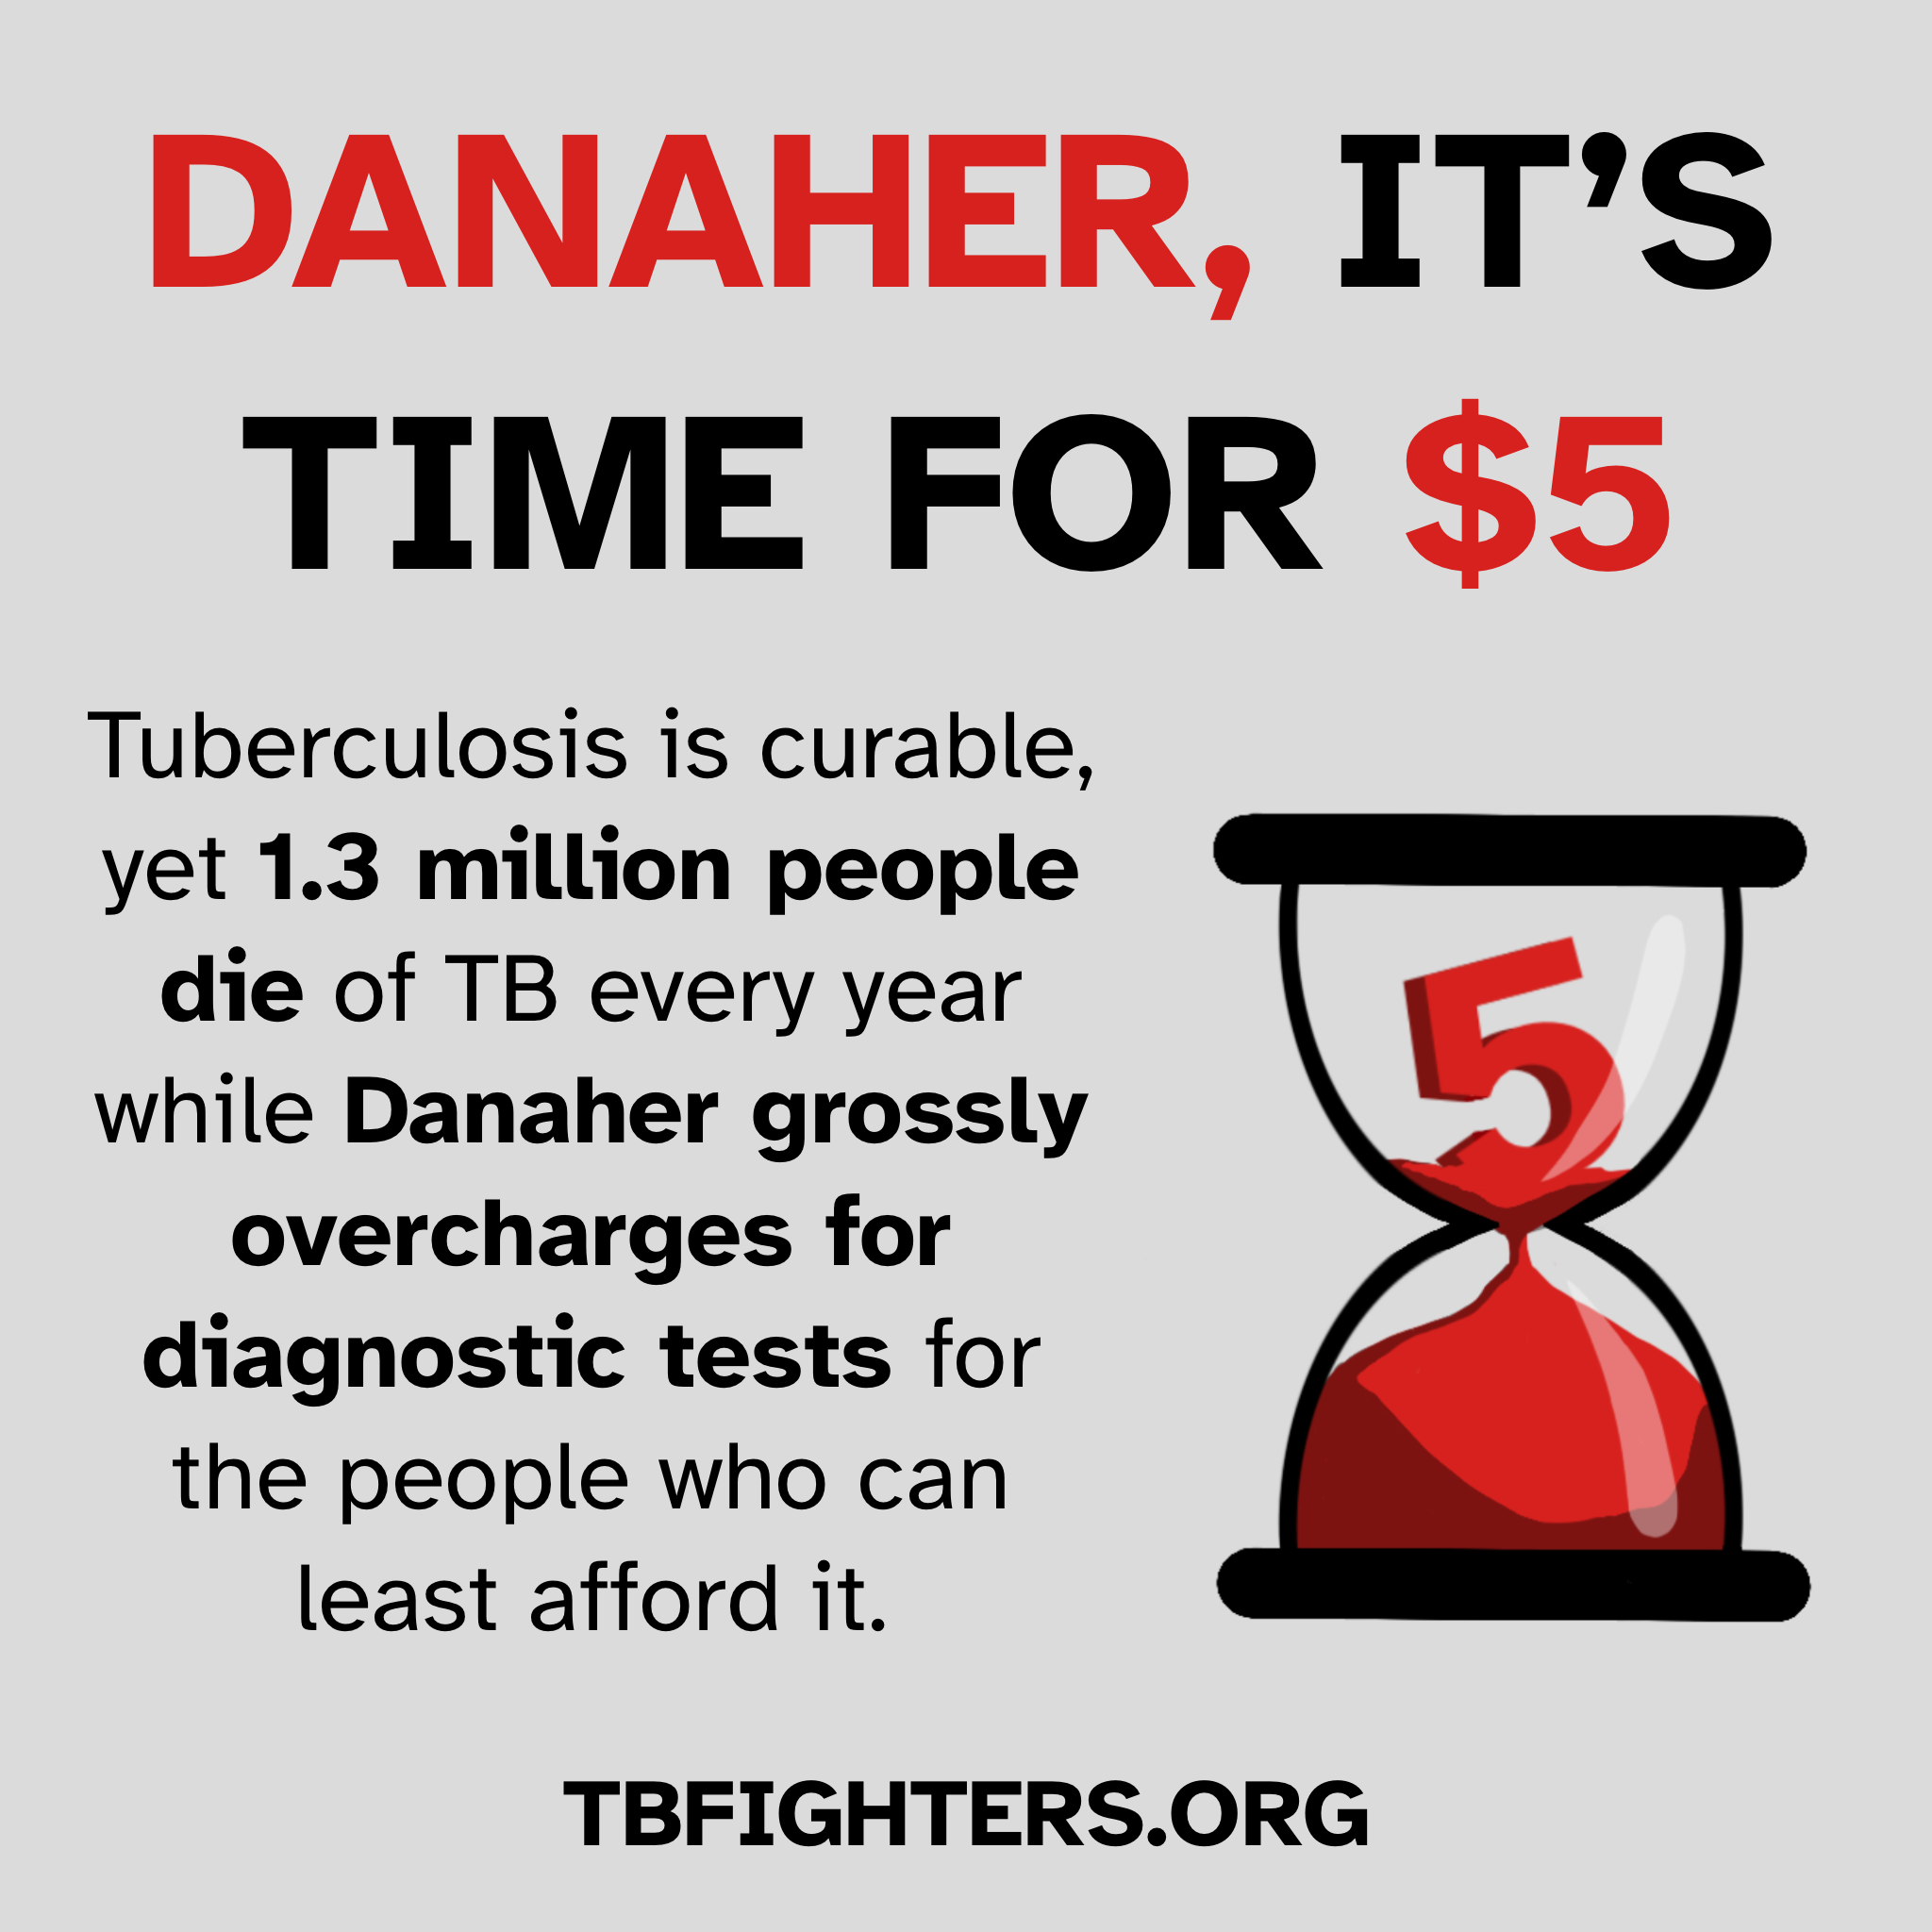 DANAHER, IT’S
TIME FOR $5
Tuberculosis is curable,
yet 1.3 million people
die of TB every year
while Danaher grossly
overcharges for
diagnostic tests for
the people who can
least afford it.
5
TBFIGHTERS.ORG